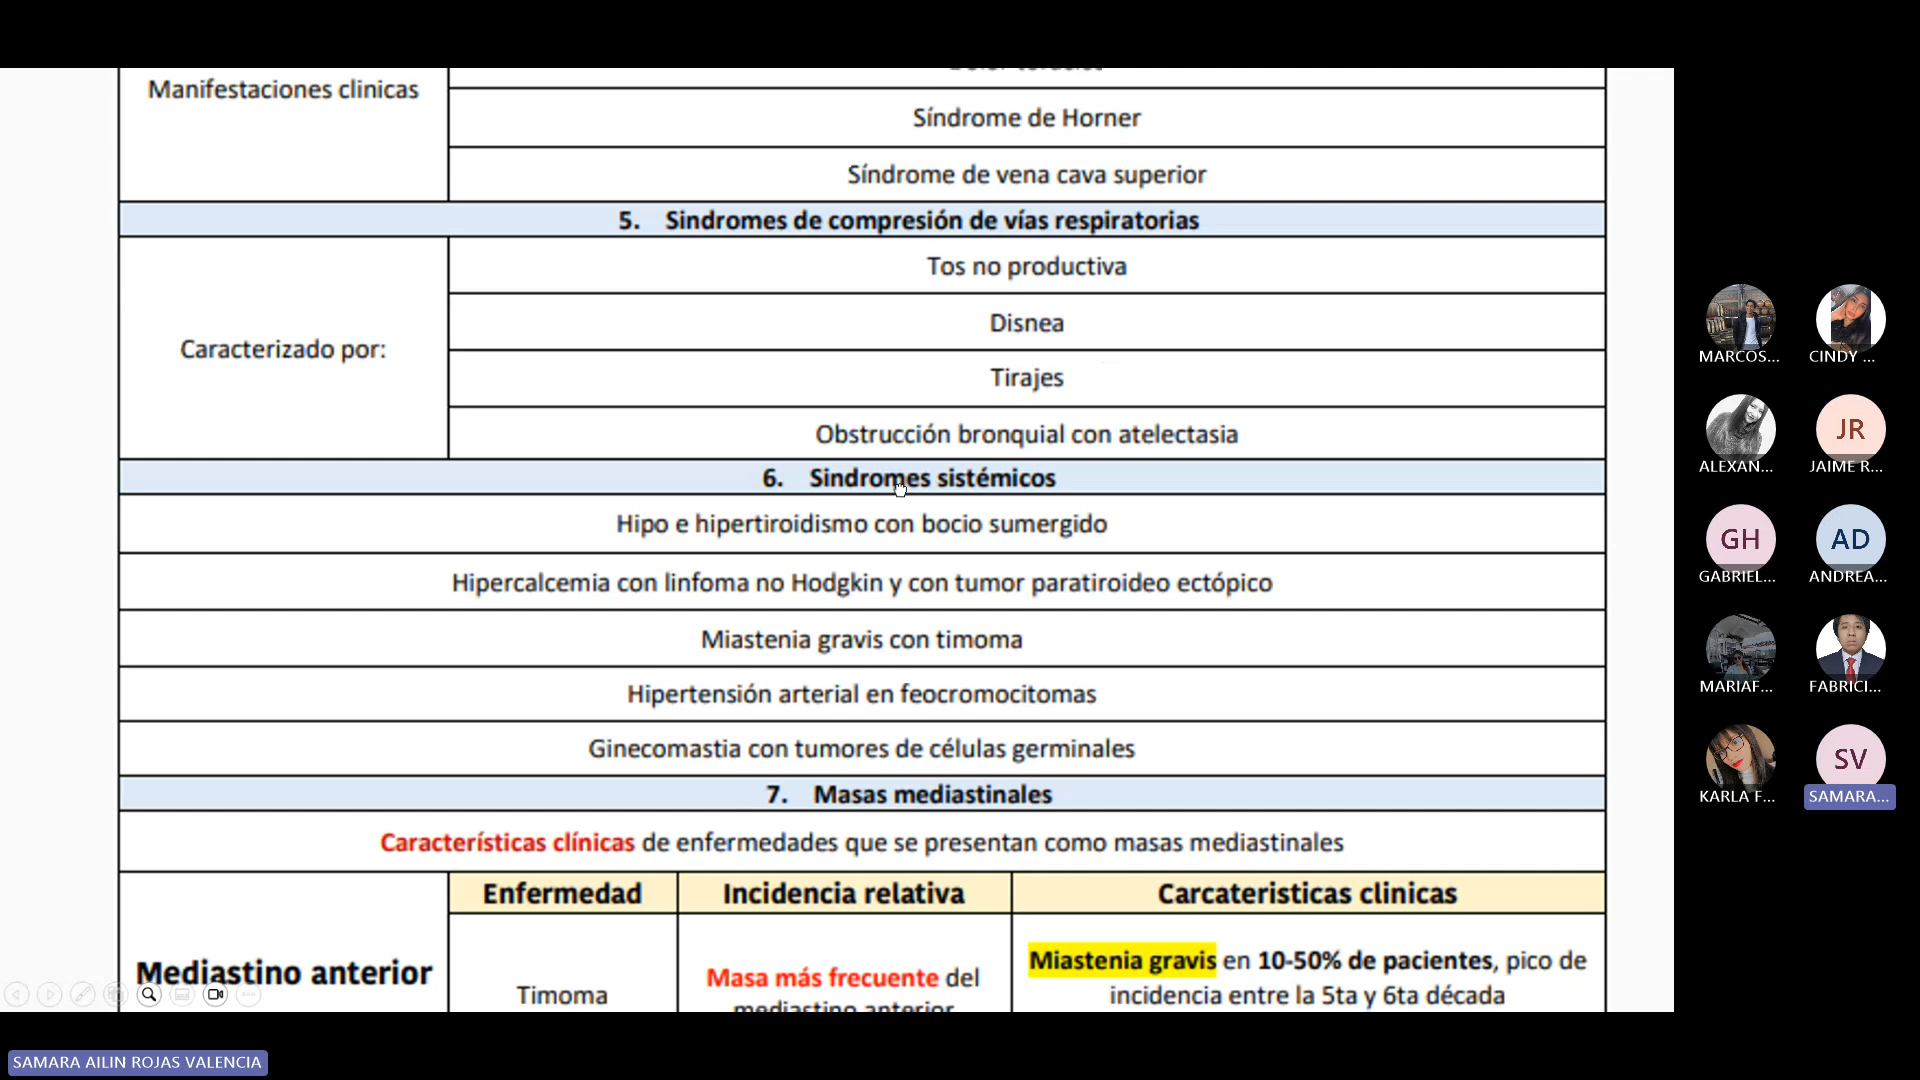 Manifestaciones clinicas
Síndrome de Horner
Síndrome de vena cava superior
5. Sindromes de compresión de vías respiratorias
Caracterizado por:
Tos no productiva
Disnea
Tirajes
Obstrucción bronquial con atelectasia
6. Sindromes sistémicos
Hipo e hipertiroidismo con bocio sumergido
Hipercalcemia con linfoma no Hodgkin y con tumor paratiroideo ectópico
Miastenia gravis con timoma
Hipertensión arterial en feocromocitomas
Ginecomastia con tumores de células germinales
7. Masas mediastinales
Características clínicas de enfermedades que se presentan como masas mediastinales
Enfermedad
Incidencia relativa
Carcateristicas clinicas
Mediastino anterior
Timoma
Masa más frecuente del
mediastino anterior
Miastenia gravis en 10-50% de pacientes, pico de
incidencia entre la 5ta y 6ta década
MARCOS...
CINDY ...
ALEXAN...
JR
JAIME R...
GH
GABRIEL...
AD
ANDREA...
MARIAF...
FABRICI...
KARLA F...
SV
SAMARA...
SAMARA AILIN ROJAS VALENCIA